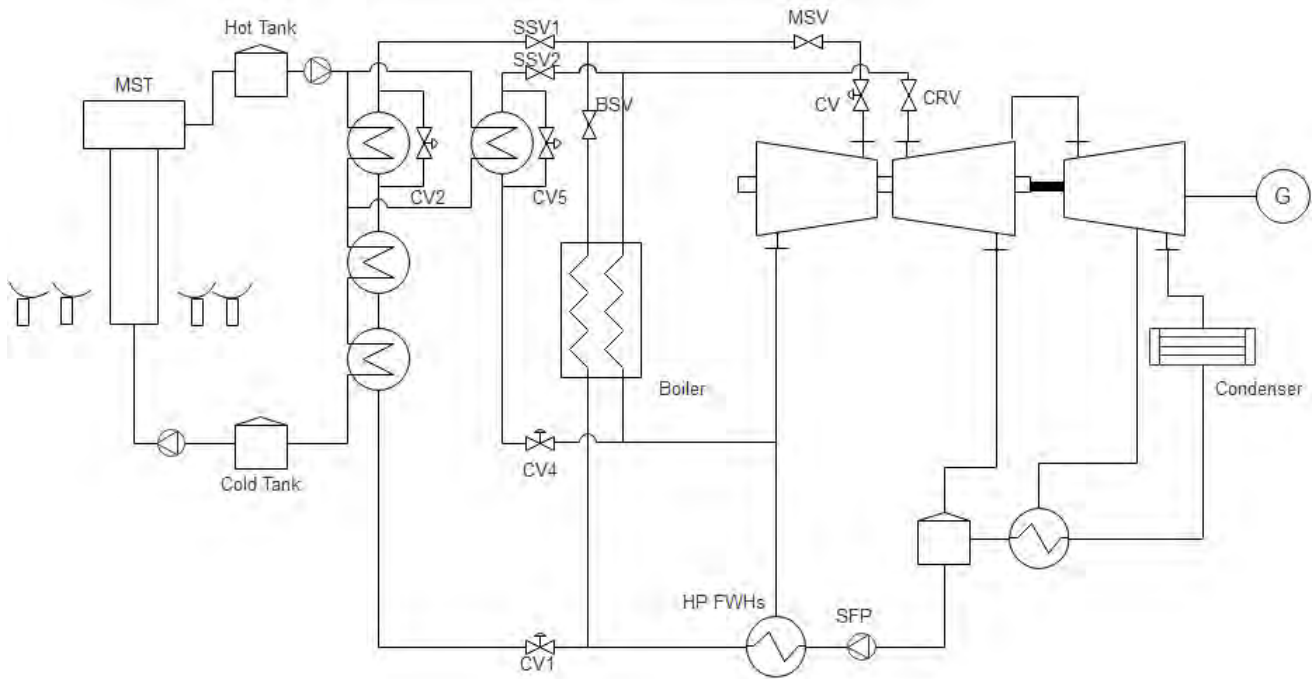 Hot Tank
SSV1
MSV
SSV2
MST
BSV
CV
CRV
CV2
CV5
G
Boiler
Condenser
CV4
Cold Tank
HP FWHs
SFP
CV1